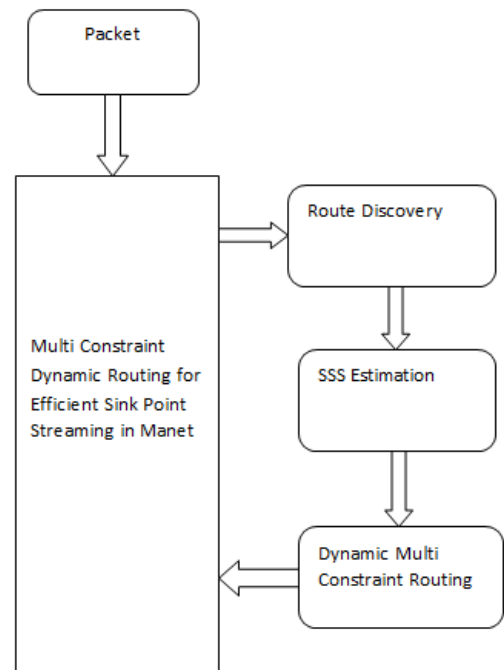 Packet
Route Discovery
Multi Constraint
Dynamic Routing for
Efficient Sink Point
Streaming in Manet
SSS Estimation
Dynamic Multi
Constraint Routing